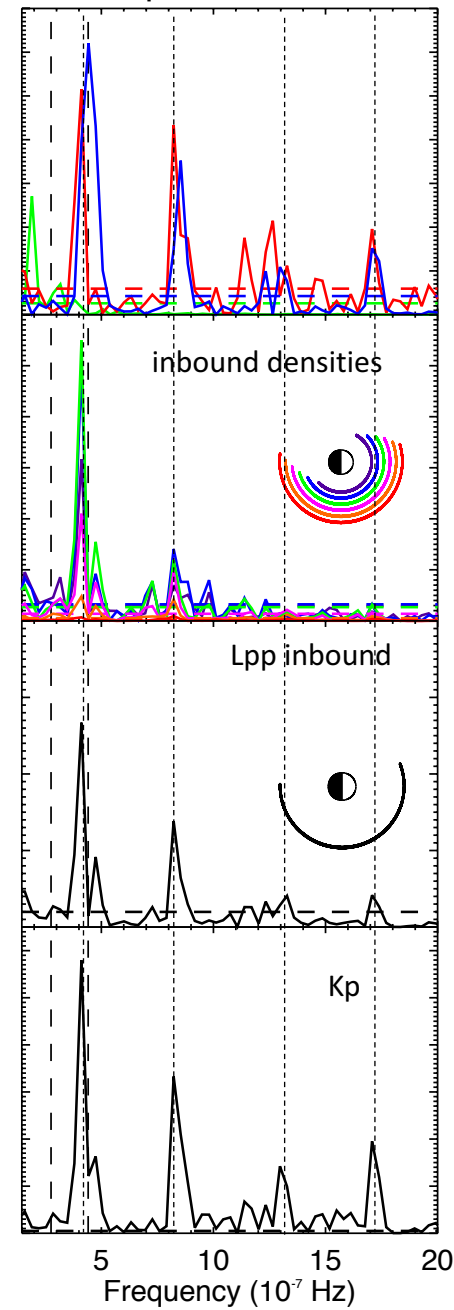 inbound densities
Lpp inbound
Kp
5 10 15 20
Frequency (10⁻⁷ Hz)